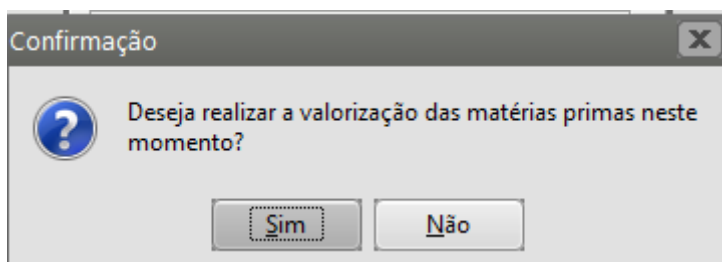 Confirmação
Deseja realizar a valorização das matérias primas neste
momento?
Sim
Não